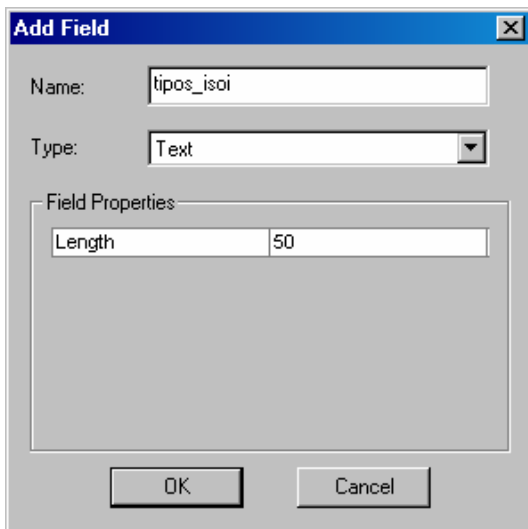 Add Field
Name: tipos_isoi
Type: Text
Field Properties
Length 50
OK Cancel